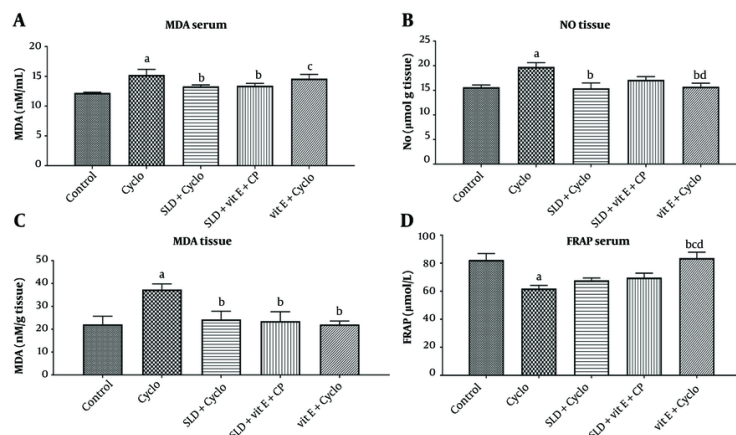 A
MDA serum
MDA (nM/mL)
20
15
10
5
0
a
b
b
c
Control
Cyclo
SLD + Cyclo
SLD + vit E + CP
vit E + Cyclo
B
NO tissue
No (µmol g tissue)
25
20
15
10
5
0
a
b
bd
Control
Cyclo
SLD + Cyclo
SLD + vit E + CP
vit E + Cyclo
C
MDA tissue
MDA (nM/g tissue)
50
40
30
20
10
0
a
b
b
b
Control
Cyclo
SLD + Cyclo
SLD + vit E + CP
vit E + Cyclo
D
FRAP serum
FRAP (µmol/L)
100
80
60
40
20
0
a
bcd
Control
Cyclo
SLD + Cyclo
SLD + vit E + CP
vit E + Cyclo